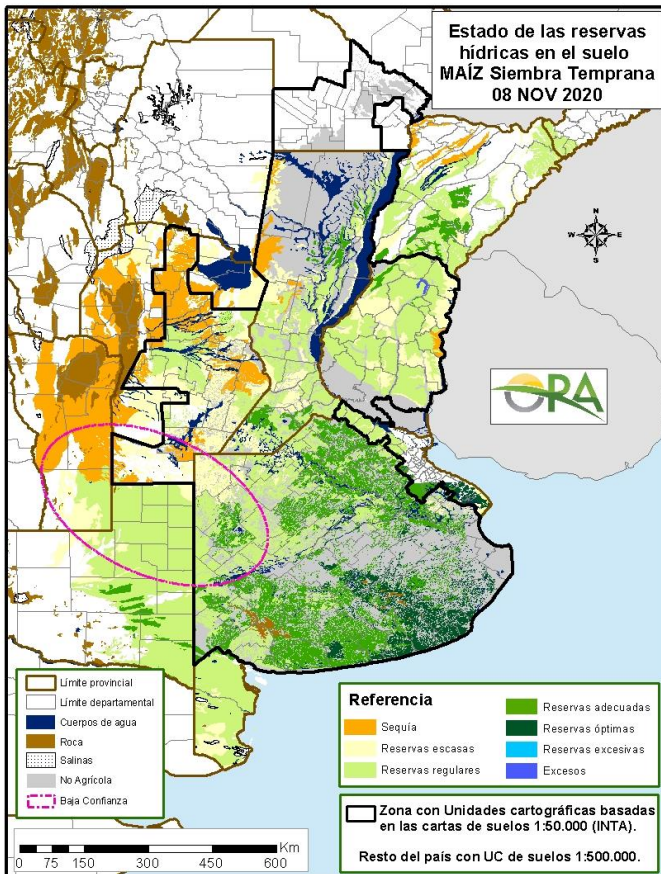 Estado de las reservas
hídricas en el suelo
MAÍZ Siembra Temprana
08 NOV 2020
N
W E
S
OPA
Límite provincial
Límite departamental
Cuerpos de agua
Roca
Salinas
No Agrícola
Baja Confianza
Referencia
Sequía
Reservas escasas
Reservas regulares
Reservas adecuadas
Reservas óptimas
Reservas excesivas
Excesos
Zona con Unidades cartográficas basadas
en las cartas de suelos 1:50.000 (INTA).
Resto del país con UC de suelos 1:500.000.
Km
0 75 150 300 450 600